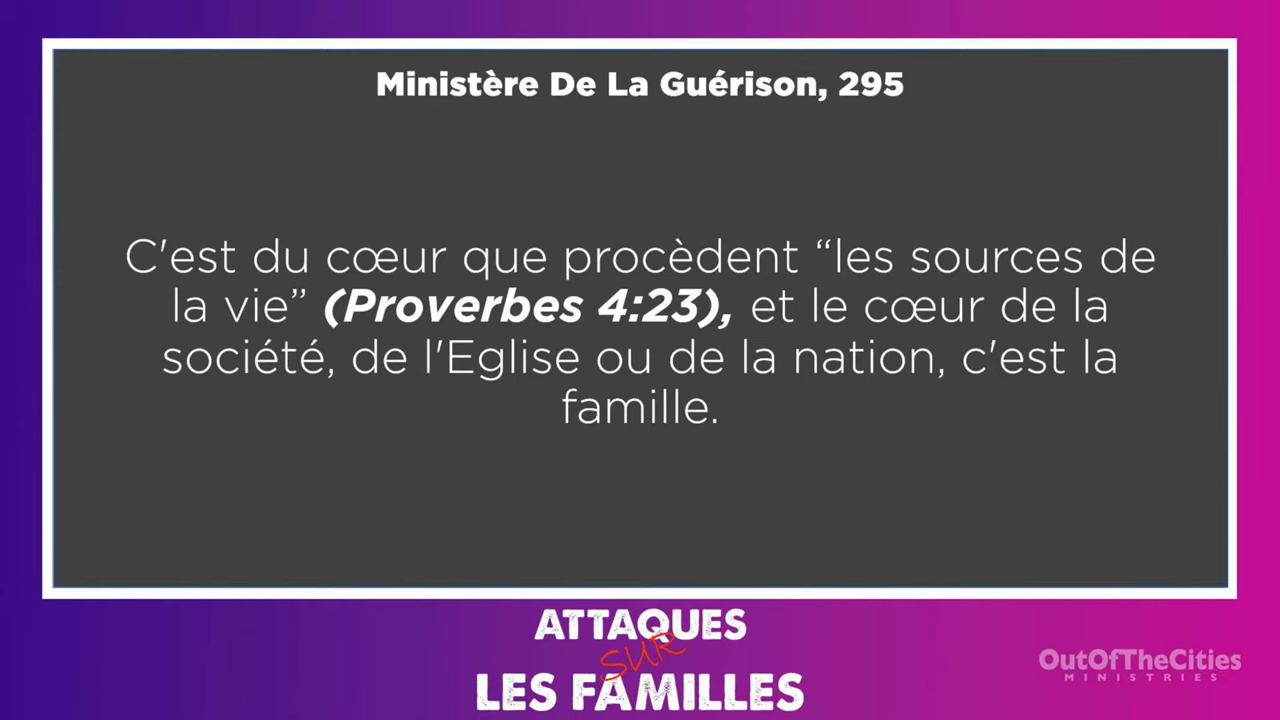 Ministère De La Guérison, 295
C'est du cœur que procèdent “les sources de
la vie” (Proverbes 4:23), et le cœur de la
société, de l'Eglise ou de la nation, c'est la
famille.
ATTAQUES
SUR
LES FAMILLES
OutOfTheCities
MINISTRIES